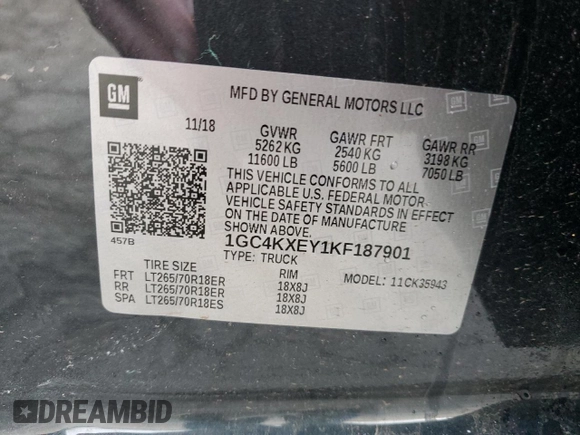 GM
MFD BY GENERAL MOTORS LLC
11/18 GVWR GAWR FRT GAWR RR
5262 KG 2540 KG 3198 KG
11600 LB 5600 LB 7050 LB
THIS VEHICLE CONFORMS TO ALL
APPLICABLE U.S. FEDERAL MOTOR
VEHICLE SAFETY STANDARDS IN EFFECT
ON THE DATE OF MANUFACTURE
SHOWN ABOVE.
457B
1GC4KXEY1KF187901
TYPE: TRUCK
MODEL: 11CK35943
TIRE SIZE RIM
FRT LT265/70R18ER 18X8J
RR LT265/70R18ER 18X8J
SPA LT265/70R18ES 18X8J
DREAMBID